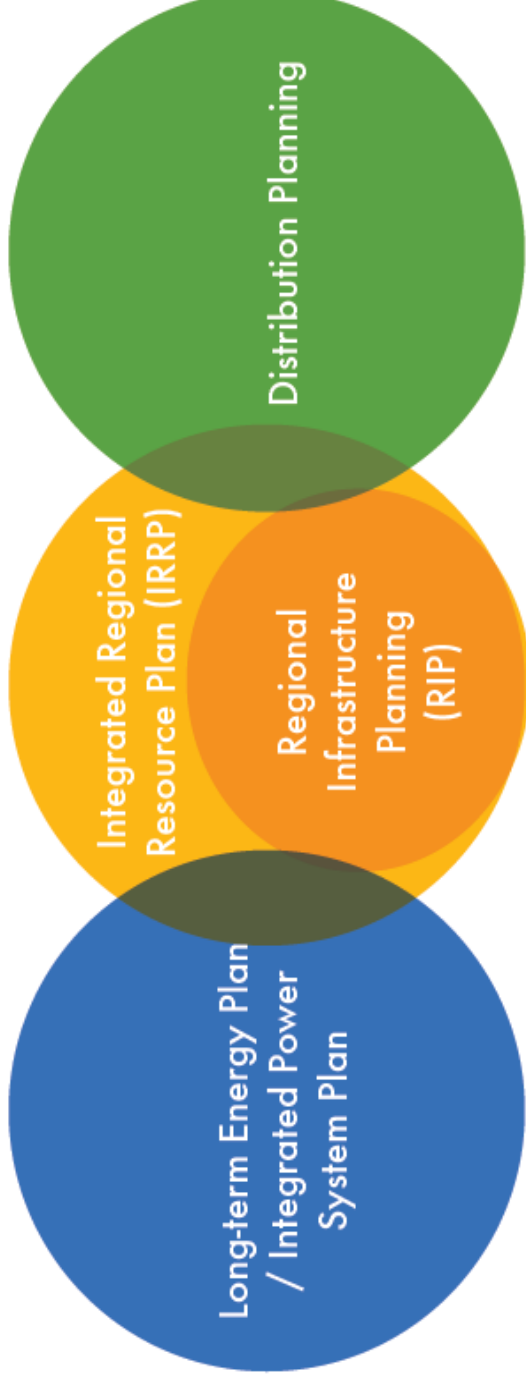 Long-term Energy Plan
/ Integrated Power
System Plan
Integrated Regional
Resource Plan (IRRP)
Regional
Infrastructure
Planning
(RIP)
Distribution Planning